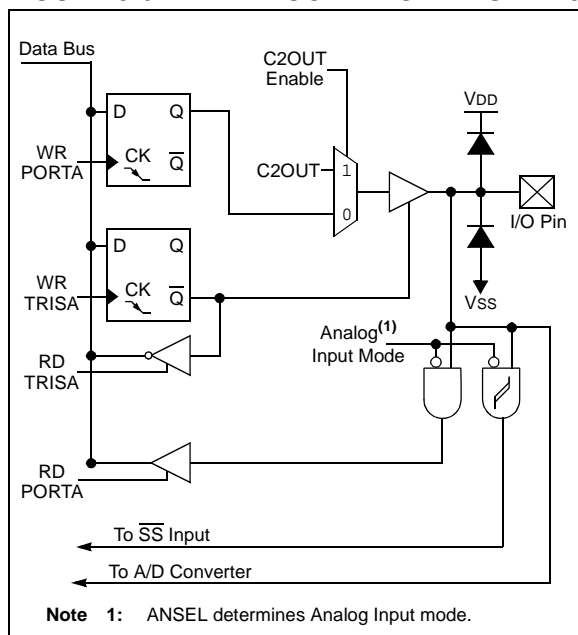 Data Bus
C2OUT
Enable
VDD
D Q
WR
PORTA
CK Q
C2OUT
1
0
I/O Pin
D Q
WR
TRISA
CK Q
VSS
Analog(1)
Input Mode
RD
TRISA
RD
PORTA
To SS Input
To A/D Converter
Note 1: ANSEL determines Analog Input mode.